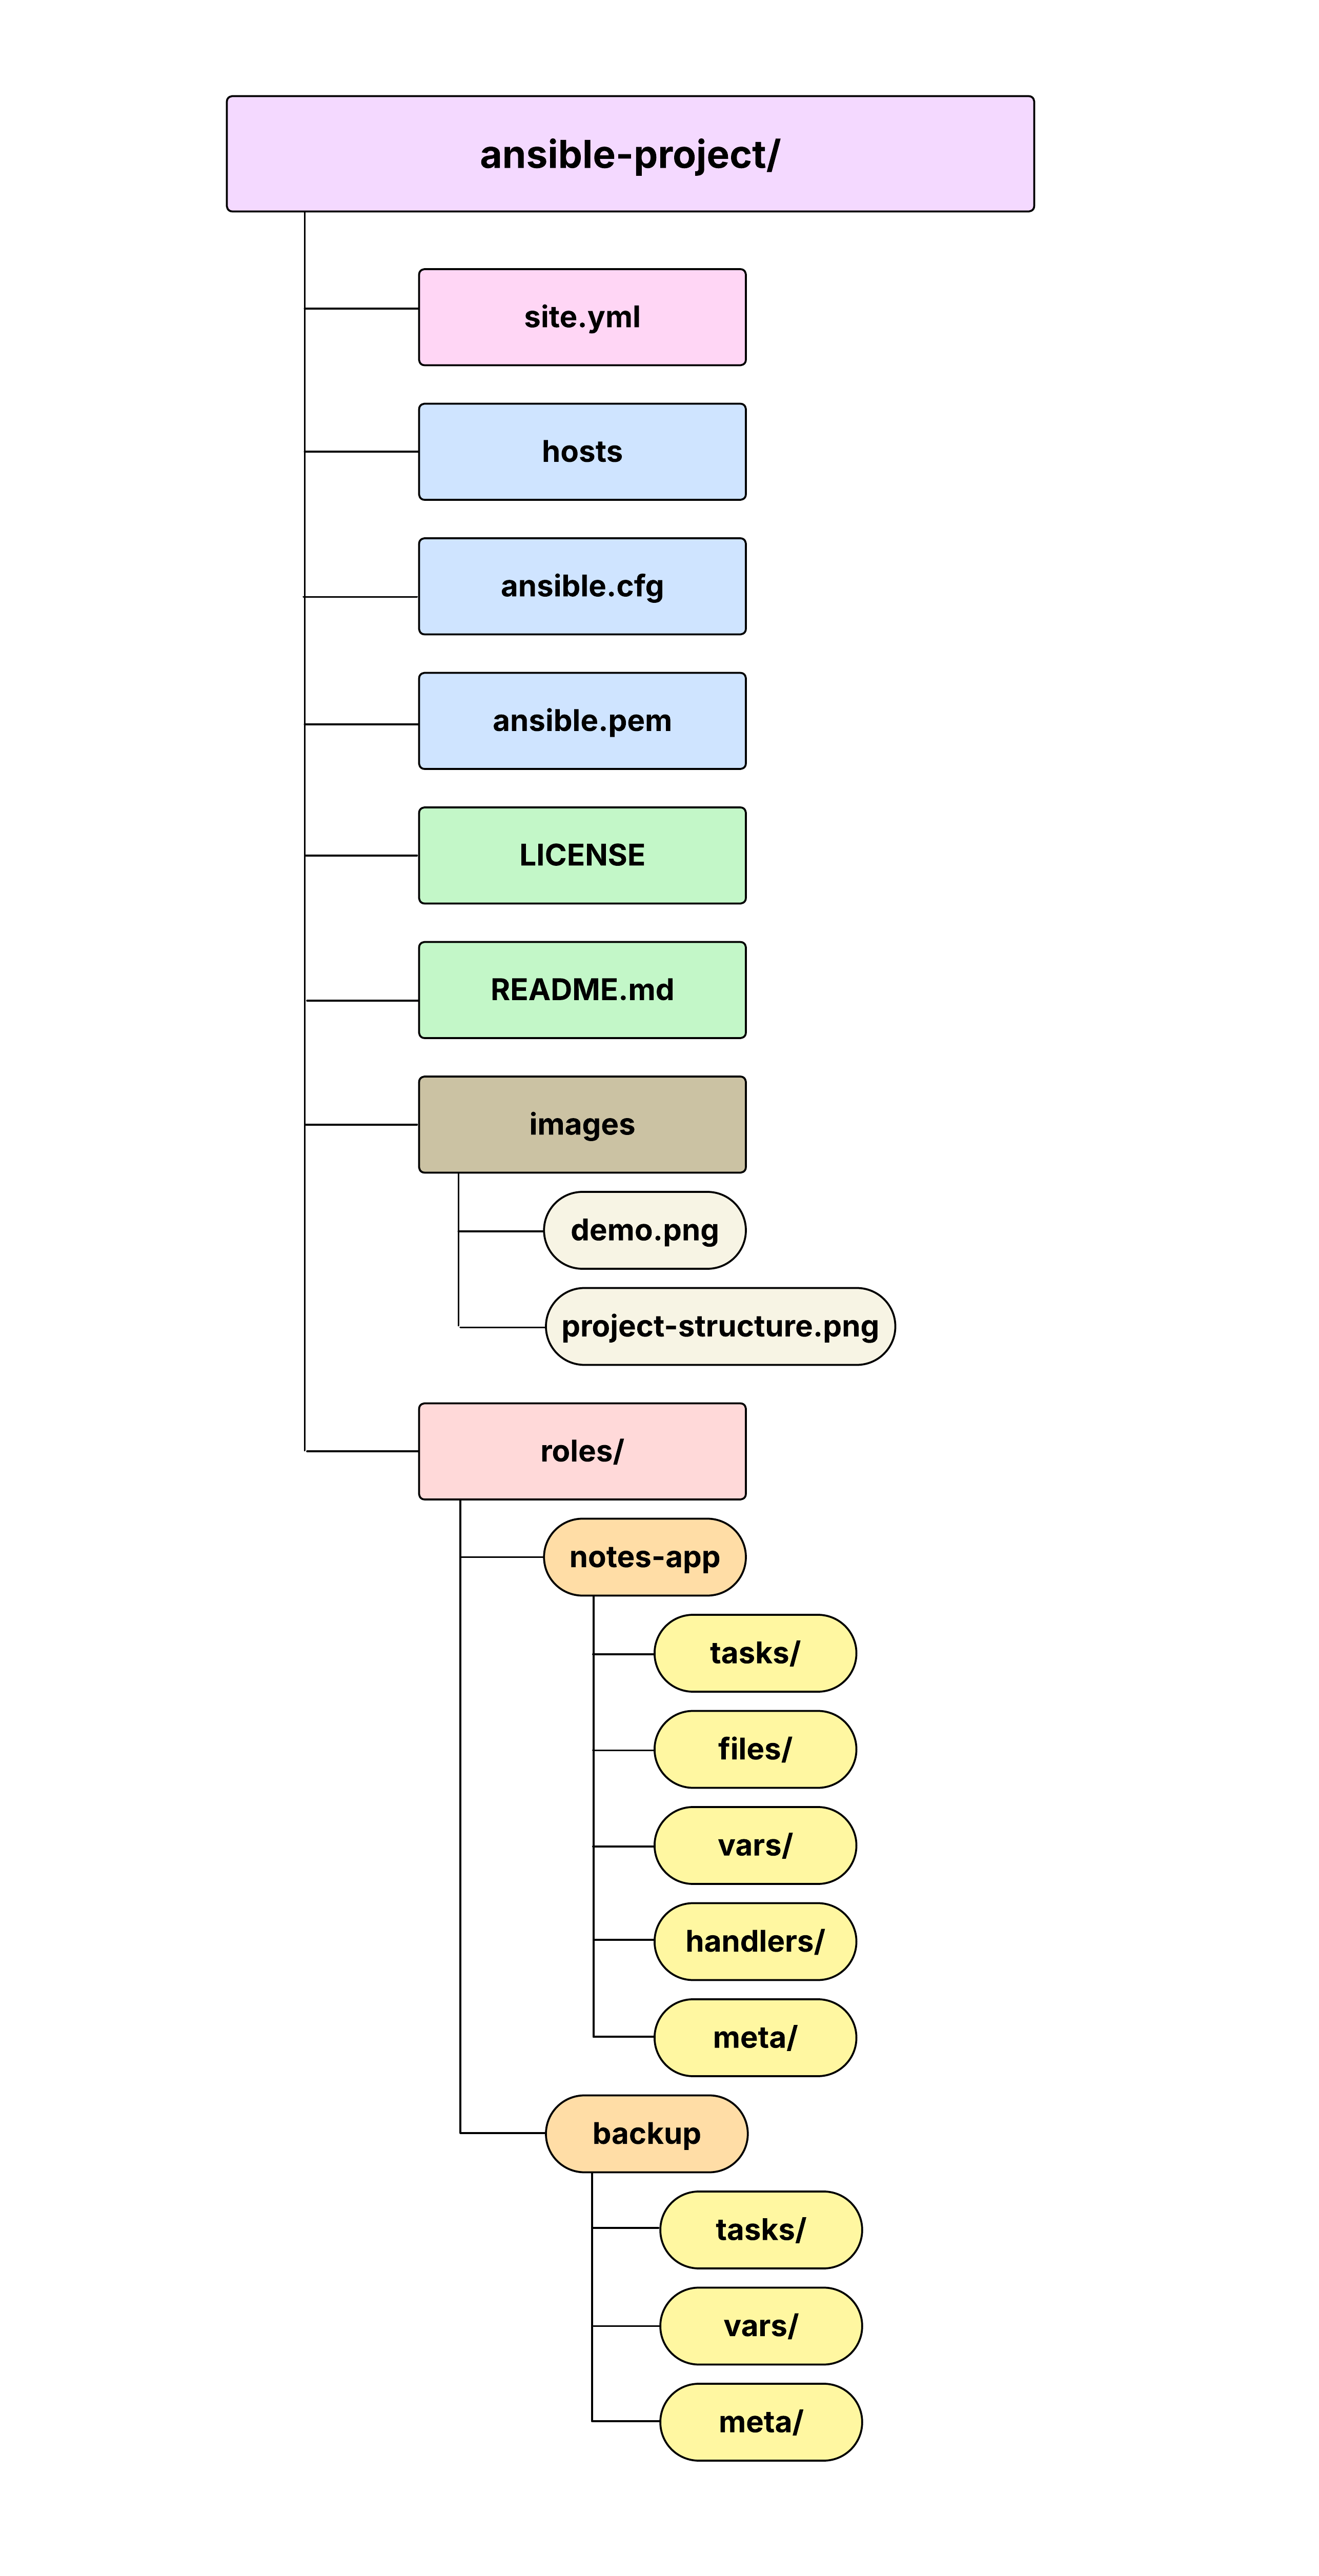 ansible-project/
site.yml
hosts
ansible.cfg
ansible.pem
LICENSE
README.md
images
demo.png
project-structure.png
roles/
notes-app
tasks/
files/
vars/
handlers/
meta/
backup
tasks/
vars/
meta/